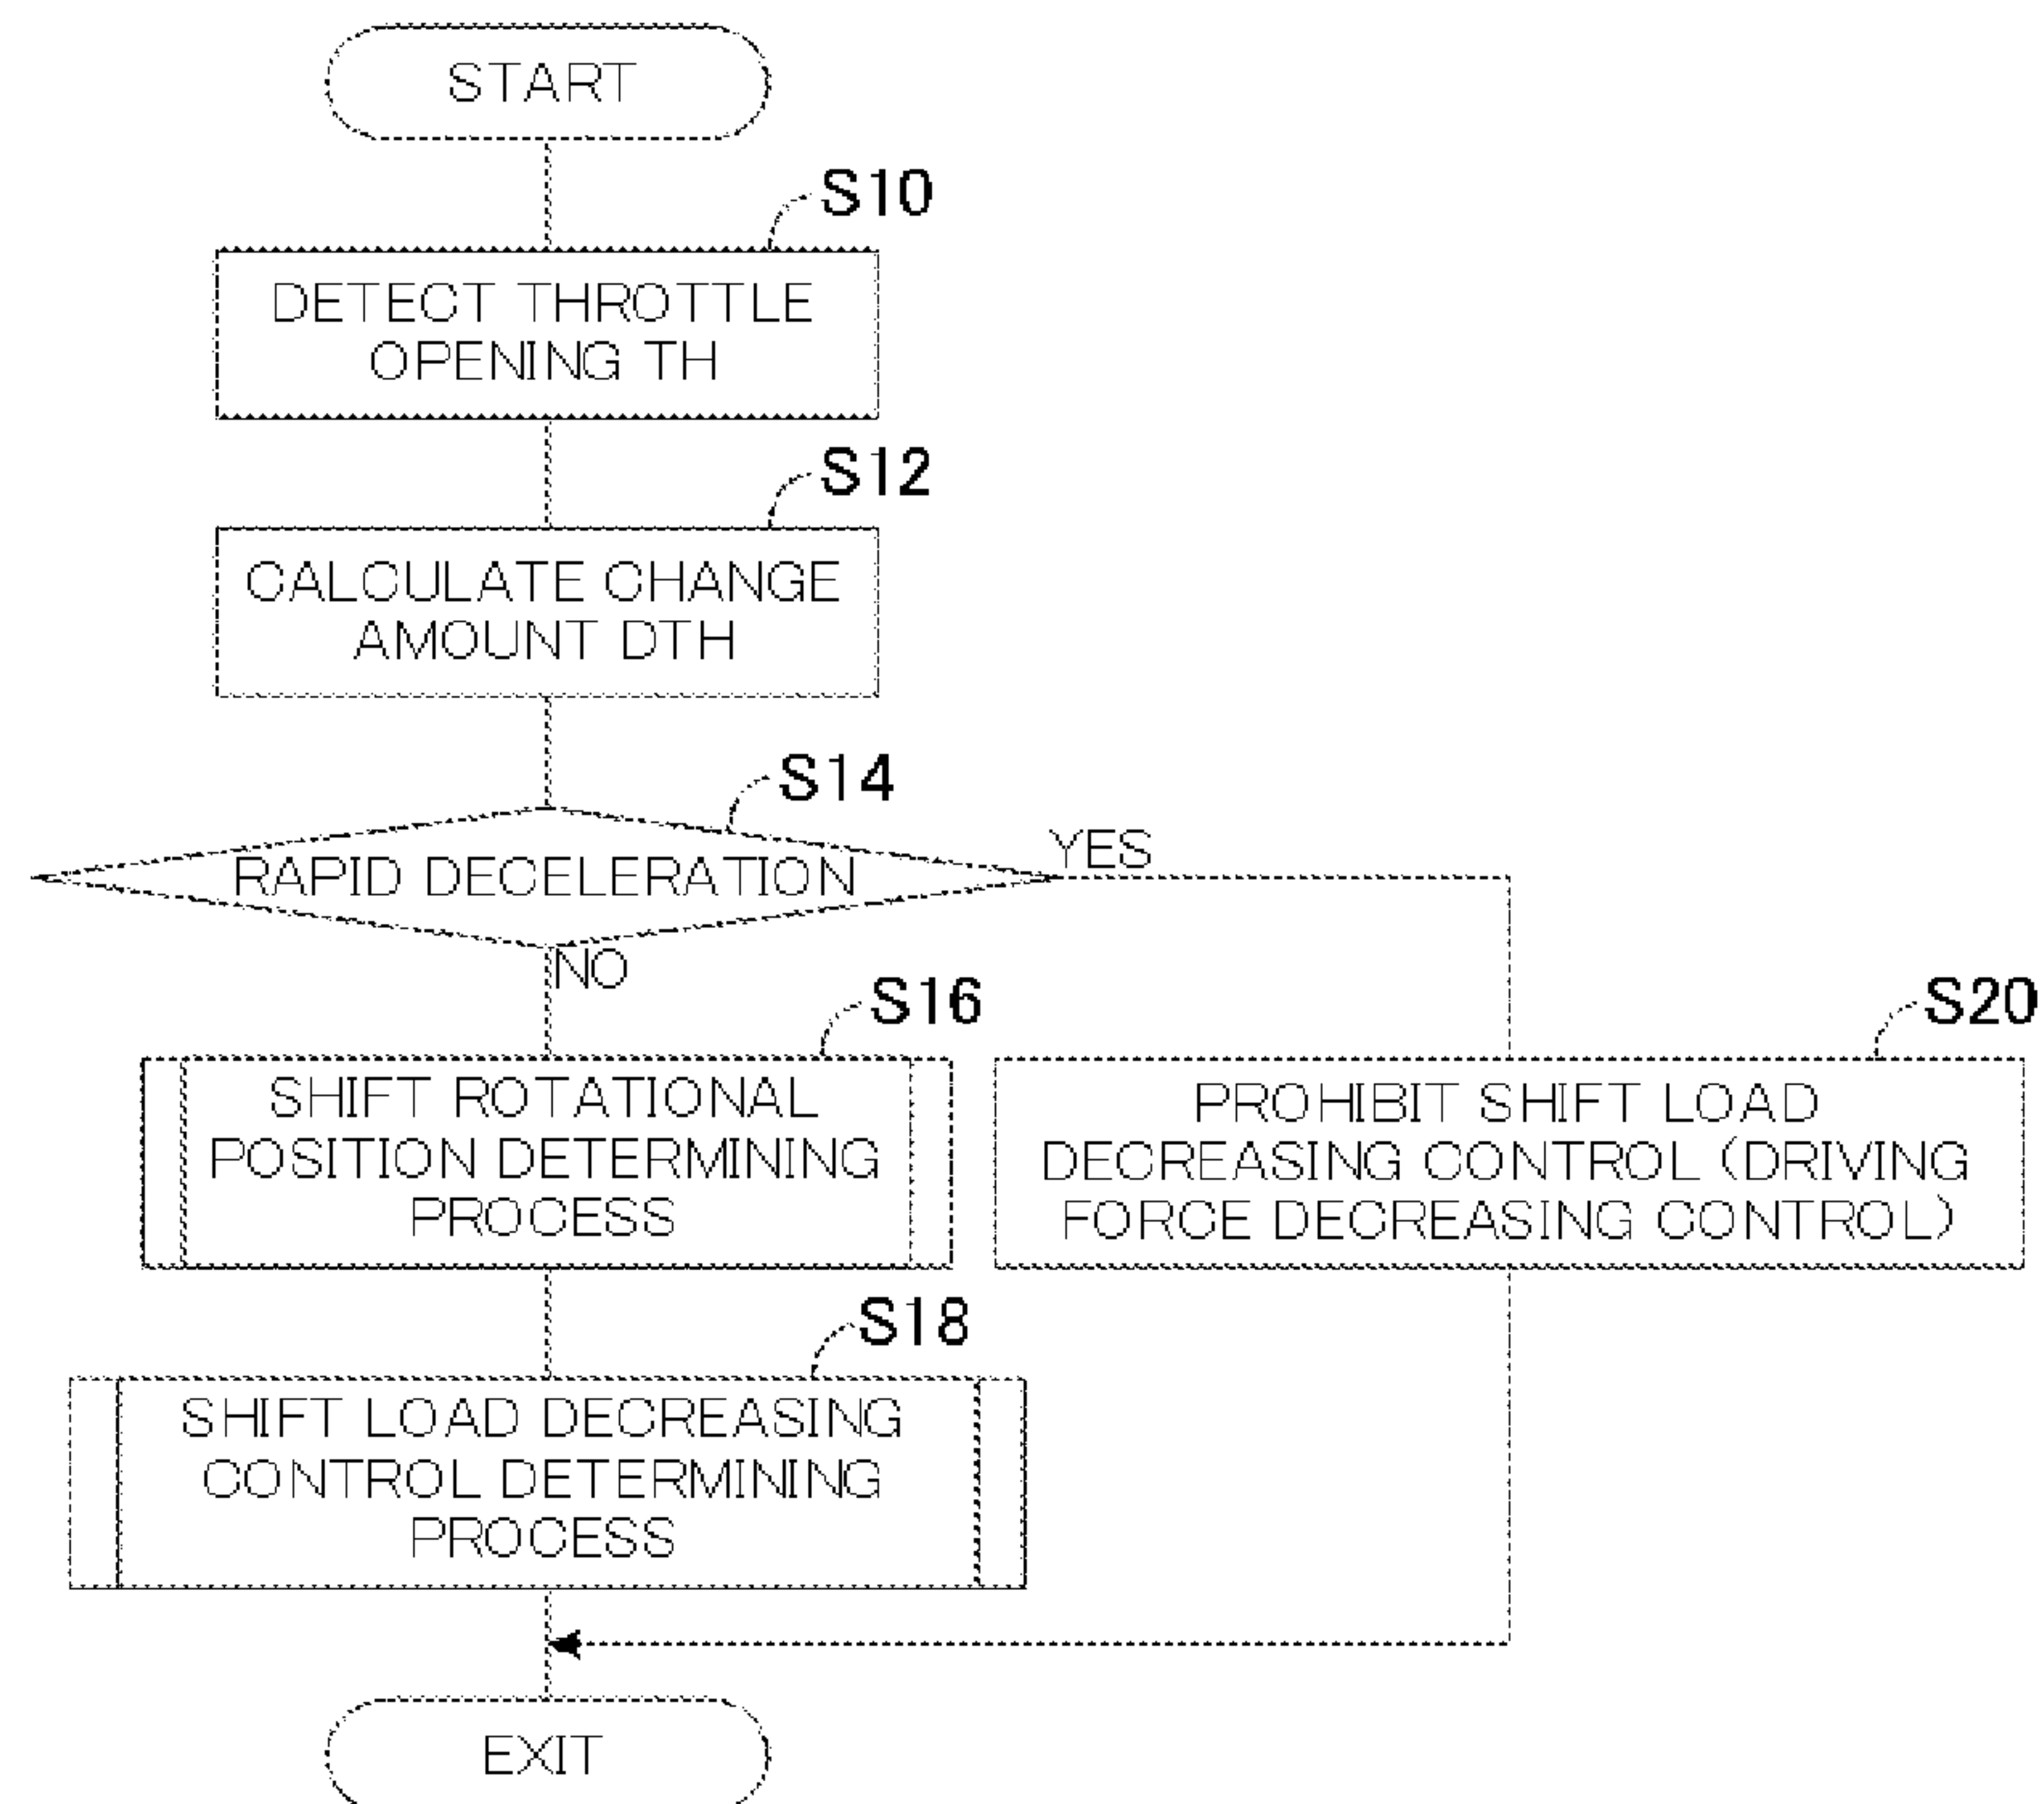 START
S10
DETECT THROTTLE
OPENING TH
S12
CALCULATE CHANGE
AMOUNT DTH
S14
RAPID DECELERATION
YES
NO
S16
SHIFT ROTATIONAL
POSITION DETERMINING
PROCESS
S20
PROHIBIT SHIFT LOAD
DECREASING CONTROL (DRIVING
FORCE DECREASING CONTROL)
S18
SHIFT LOAD DECREASING
CONTROL DETERMINING
PROCESS
EXIT